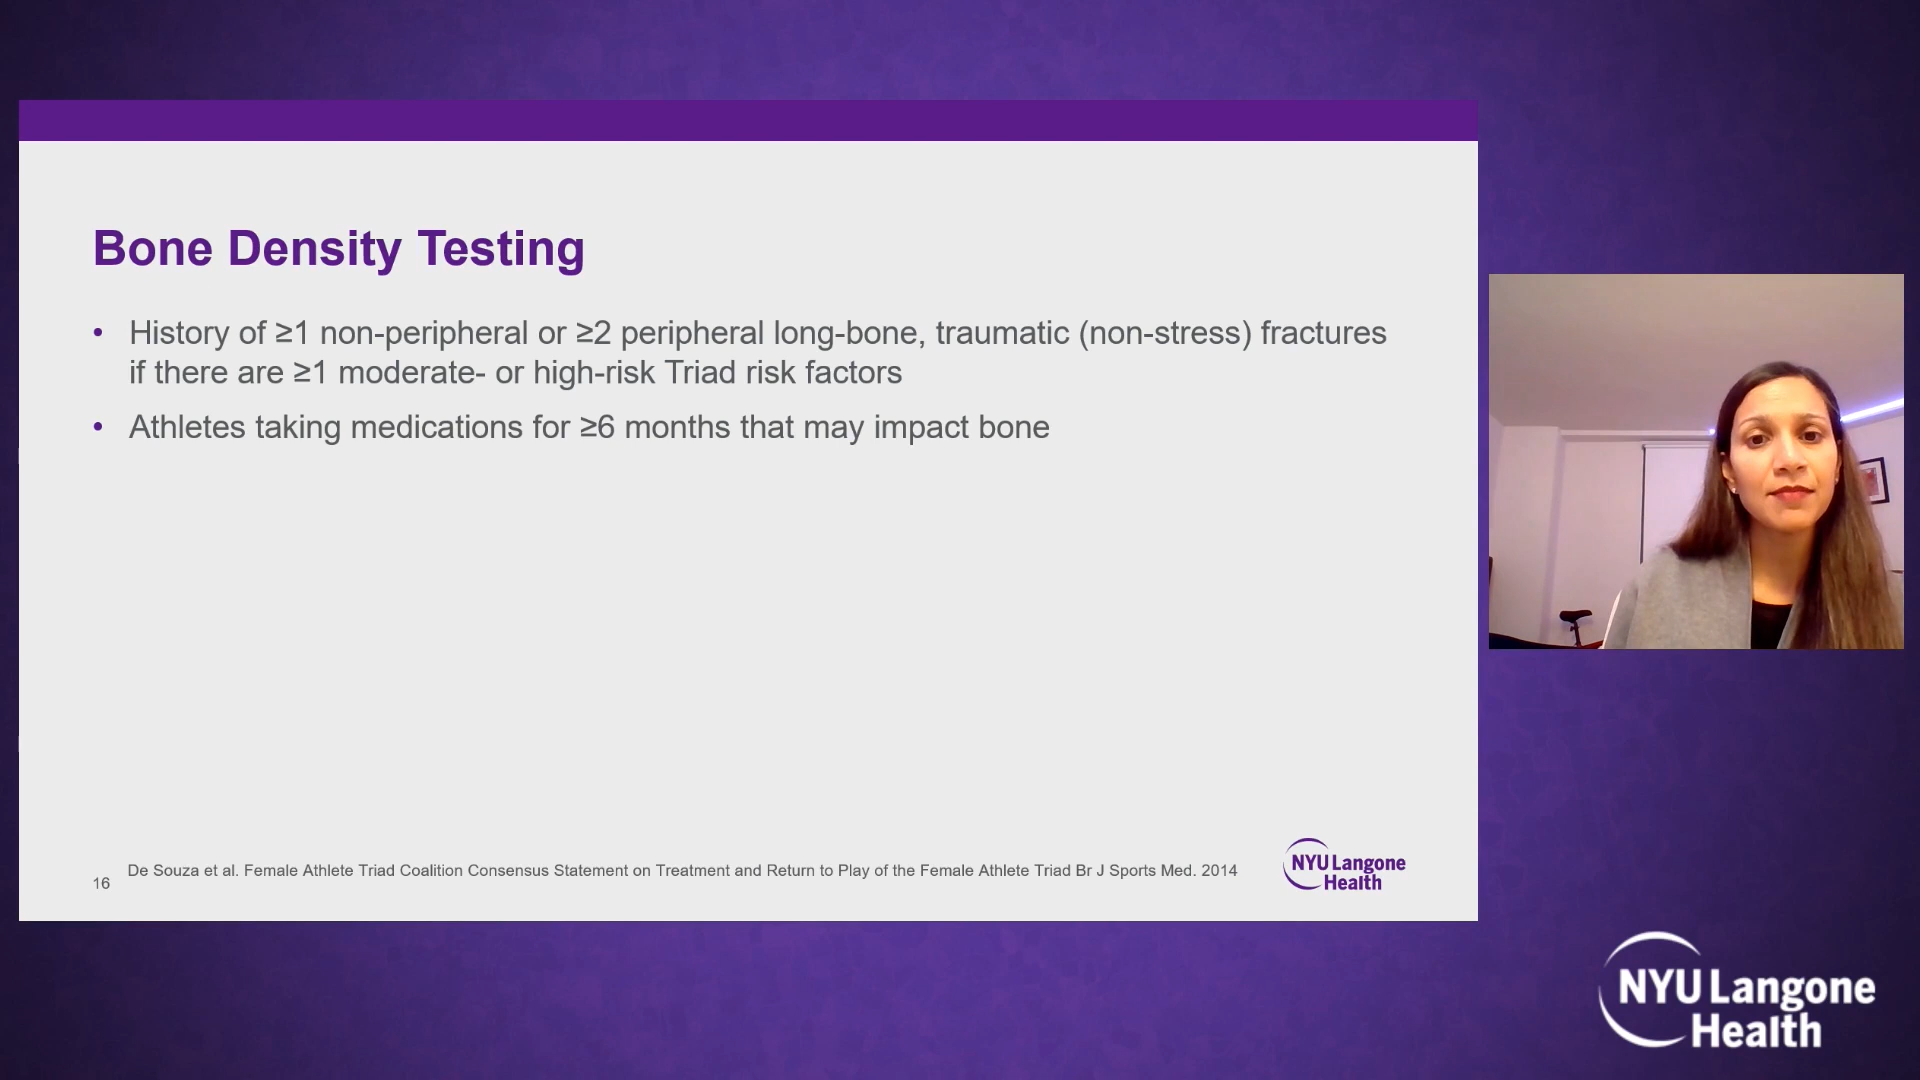 Bone Density Testing
• History of ≥1 non-peripheral or ≥2 peripheral long-bone, traumatic (non-stress) fractures
if there are ≥1 moderate- or high-risk Triad risk factors
• Athletes taking medications for ≥6 months that may impact bone
16
De Souza et al. Female Athlete Triad Coalition Consensus Statement on Treatment and Return to Play of the Female Athlete Triad Br J Sports Med. 2014
NYU Langone
Health
NYU Langone
Health